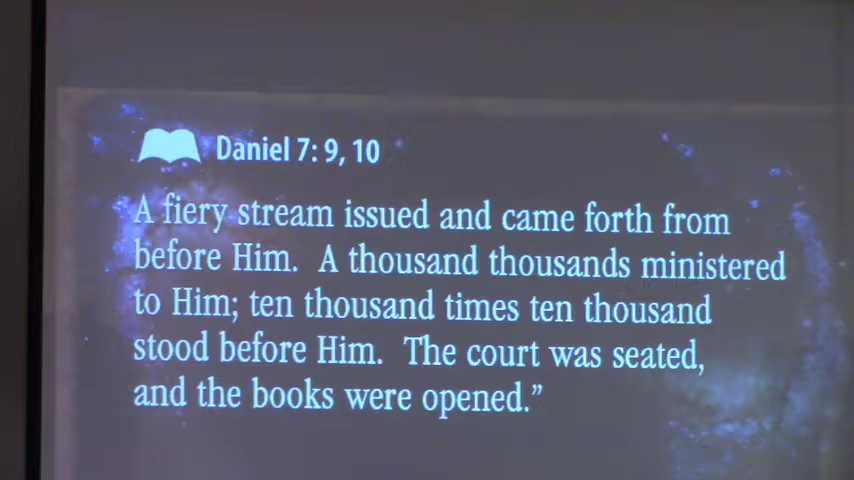 Daniel 7: 9, 10
A fiery stream issued and came forth from
before Him. A thousand thousands ministered
to Him; ten thousand times ten thousand
stood before Him. The court was seated,
and the books were opened.”